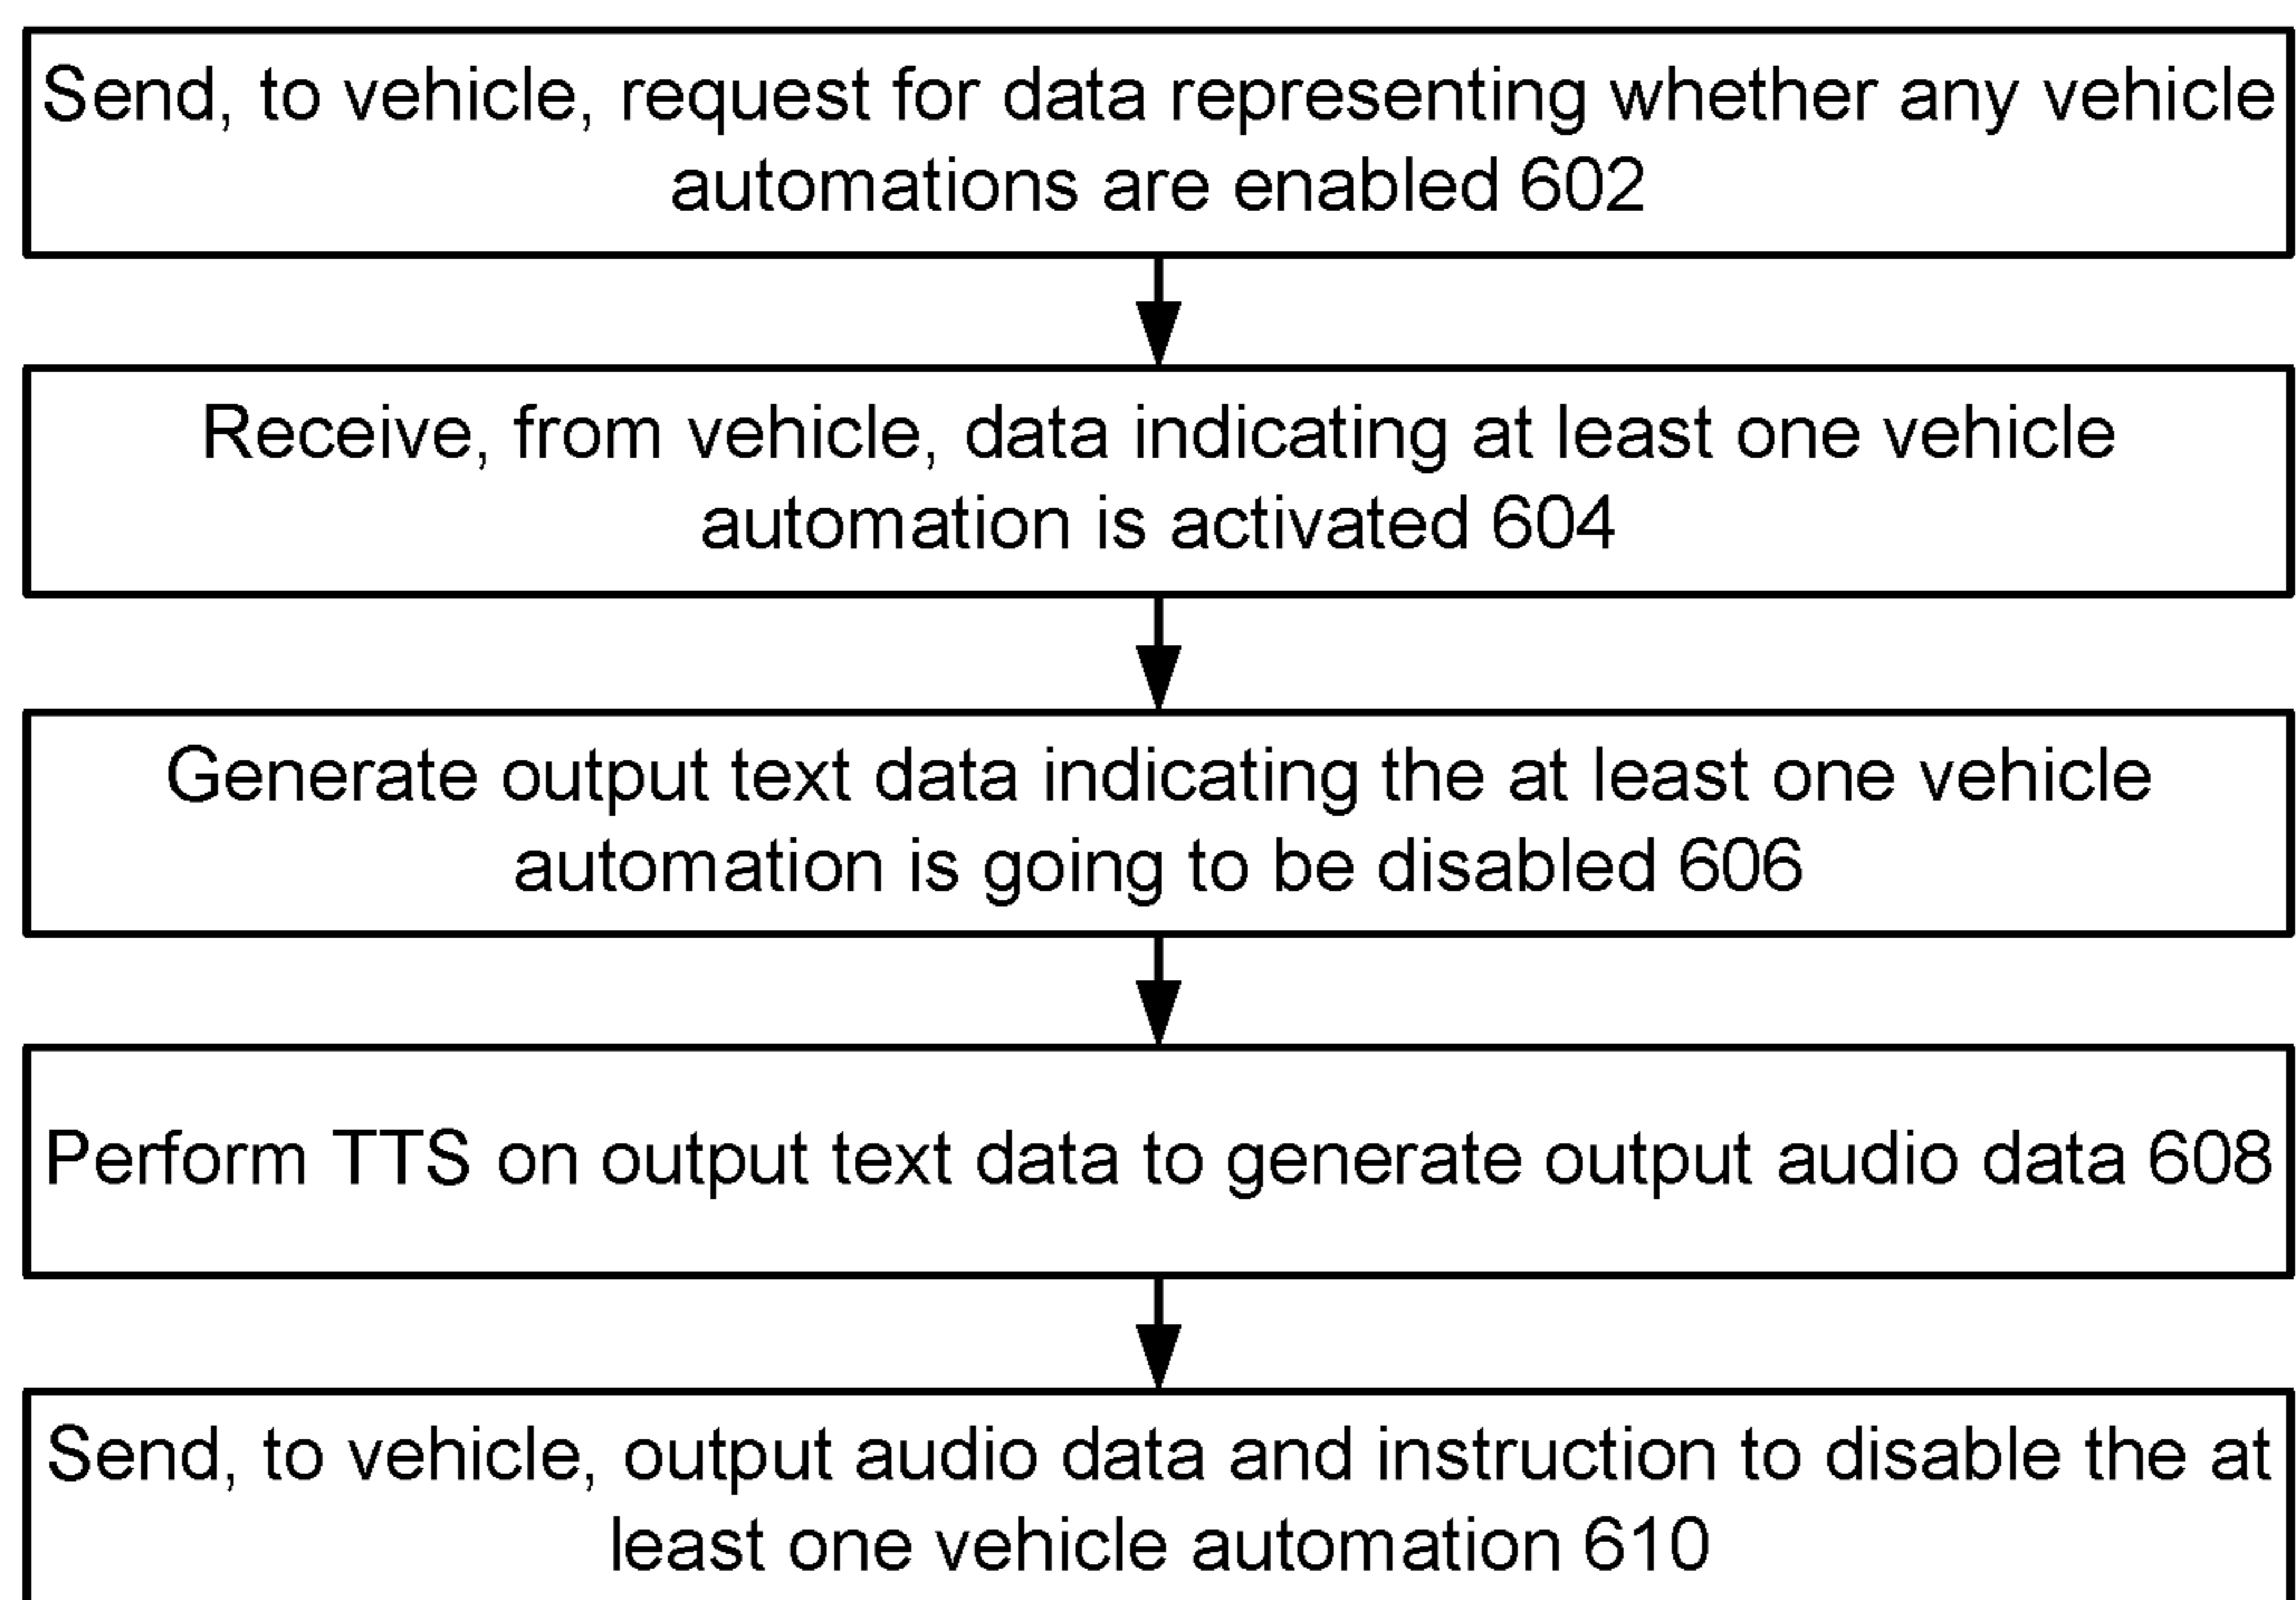 Send, to vehicle, request for data representing whether any vehicle
automations are enabled 602
Receive, from vehicle, data indicating at least one vehicle
automation is activated 604
Generate output text data indicating the at least one vehicle
automation is going to be disabled 606
Perform TTS on output text data to generate output audio data 608
Send, to vehicle, output audio data and instruction to disable the at
least one vehicle automation 610